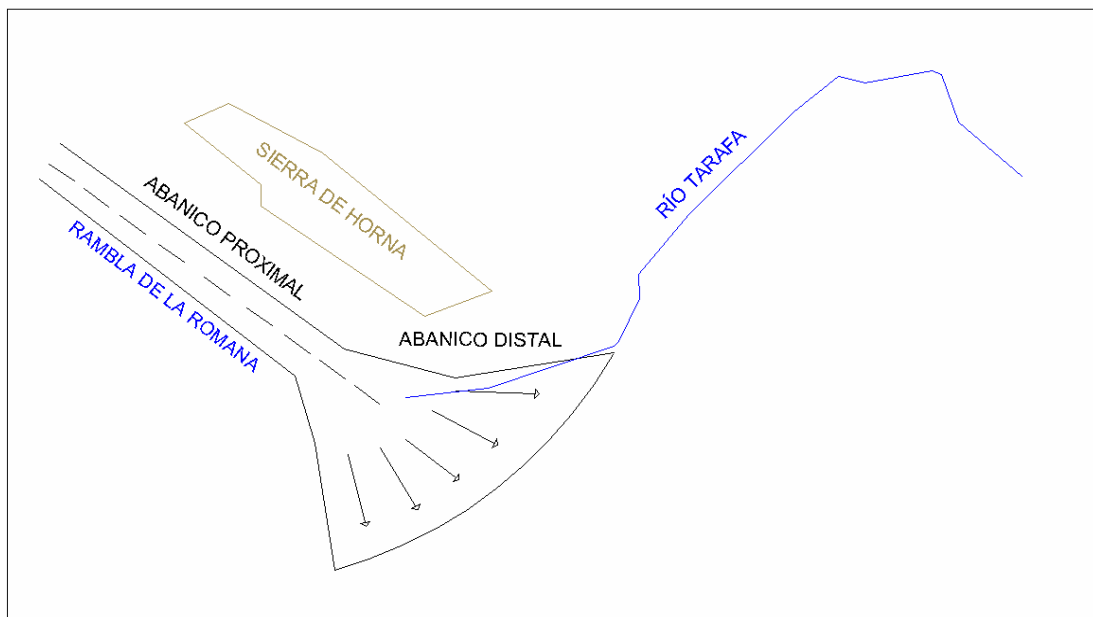 SIERRA DE HORNA
RÍO TARAFA
ABANICO PROXIMAL
RAMBLA DE LA ROMANA
ABANICO DISTAL